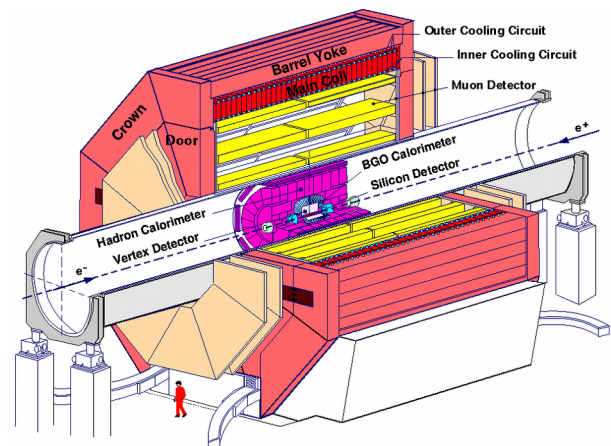 Outer Cooling Circuit
Barrel Yoke
Inner Cooling Circuit
Main Coil
Muon Detector
Crown
Door
e+
BGO Calorimeter
Silicon Detector
Hadron Calorimeter
Vertex Detector
e-